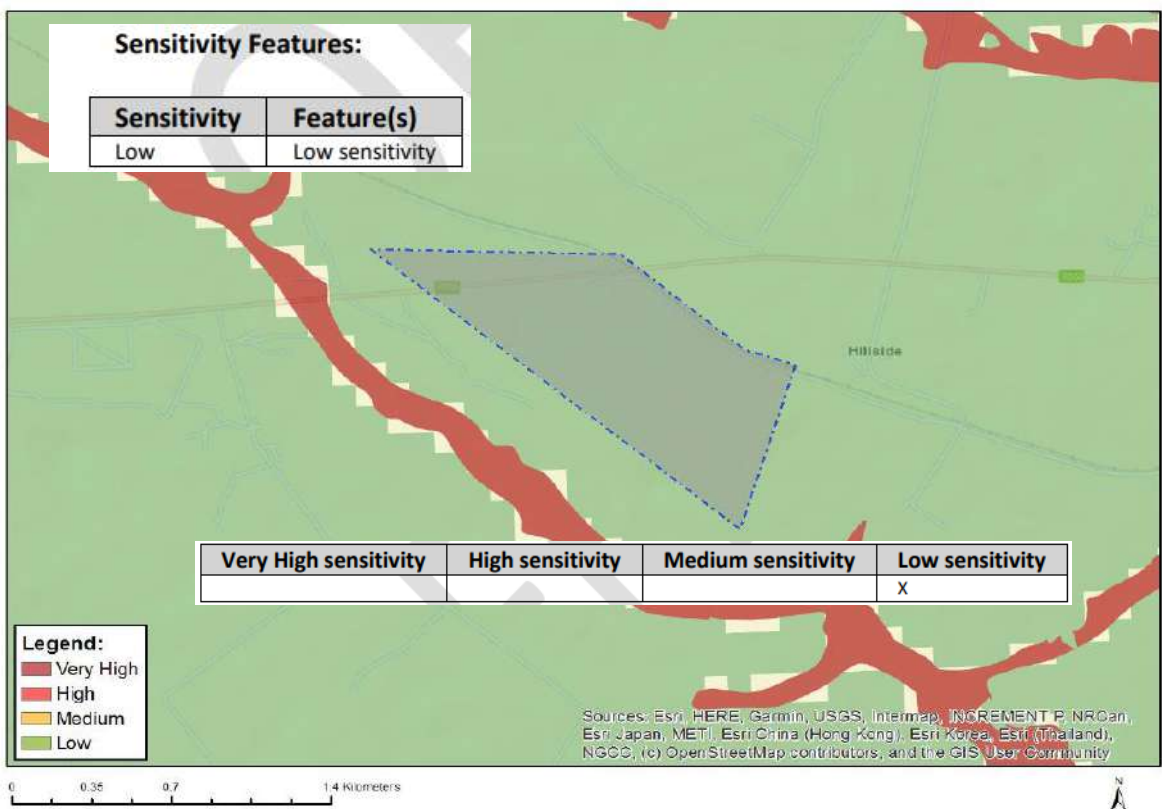 Sensitivity Features:
Sensitivity Feature(s)
Low Low sensitivity
Hillside
Very High sensitivity High sensitivity Medium sensitivity Low sensitivity
X
Legend:
Very High
High
Medium
Low
Sources: Esri, HERE, Garmin, USGS, Intermap, INCREMENT P, NRCan,
Esri Japan, METI, Esri China (Hong Kong), Esri Korea, Esri (Thailand),
NGCC, (c) OpenStreetMap contributors, and the GIS User Community
0 0.35 0.7 1.4 Kilometers
N